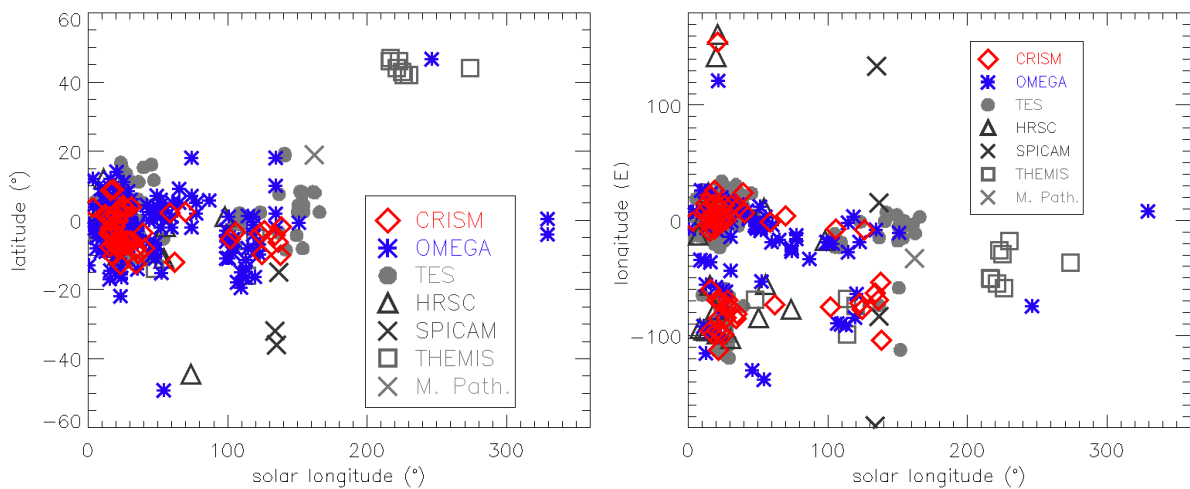 60
40
20
0
-20
-40
-60
latitude (°)
0 100 200 300
solar longitude (°)
CRISM
OMEGA
TES
HRSC
SPICAM
THEMIS
M. Path.
100
0
-100
longitude (E)
0 100 200 300
solar longitude (°)
CRISM
OMEGA
TES
HRSC
SPICAM
THEMIS
M. Path.